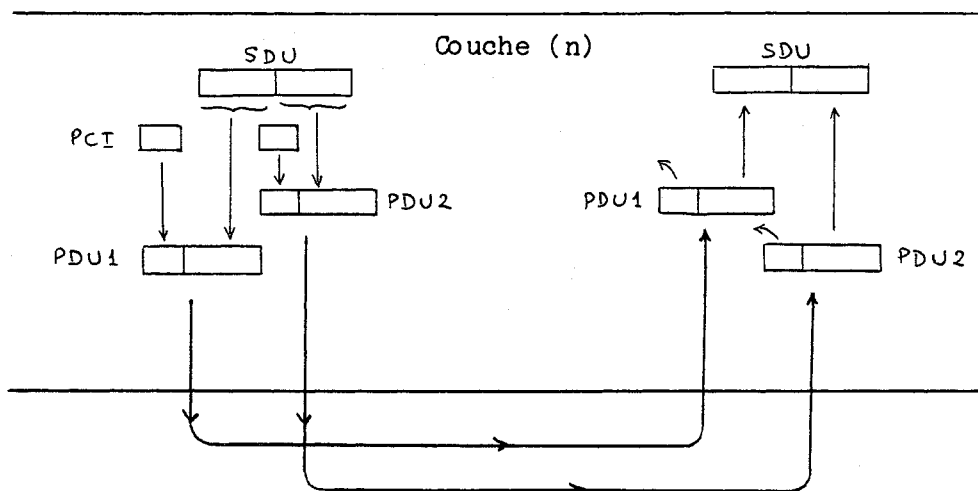 Couche (n)
SDU
SDU
PCI
PDU2
PDU1
PDU1
PDU2